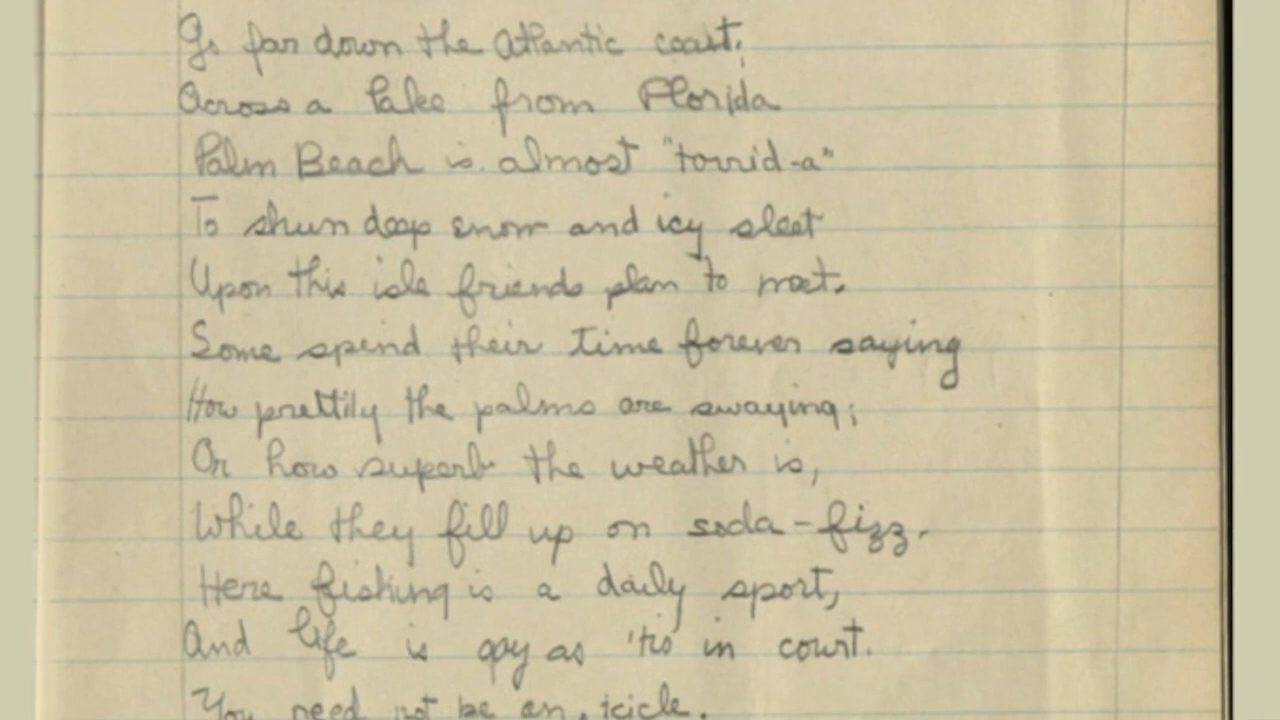 Go far down the Atlantic coast,
Across a lake from Florida
Palm Beach is almost "torrid-a"
To shun deep snow and icy sleet
Upon this isle friends plan to meet.
Some spend their time forever saying
How prettily the palms are swaying;
Or how superb the weather is,
While they fill up on soda-fizz.
Here fishing is a daily sport,
And life is gay as 'tis in court.
You need not be an icicle.